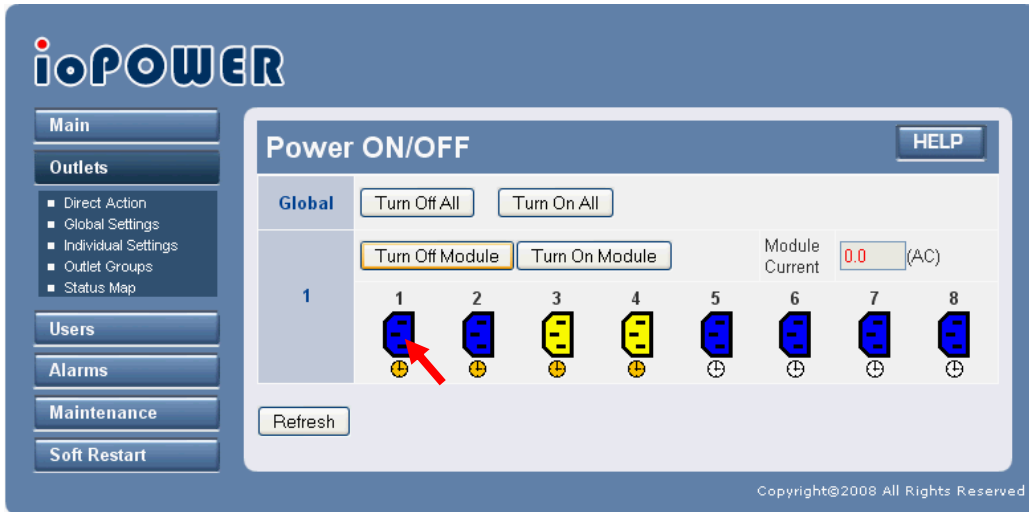 ioPOWER
Main
Outlets
Direct Action
Global Settings
Individual Settings
Outlet Groups
Status Map
Users
Alarms
Maintenance
Soft Restart
Power ON/OFF
HELP
Global
Turn Off All
Turn On All
1
Turn Off Module
Turn On Module
Module Current
0.0
(AC)
1 2 3 4 5 6 7 8
Refresh
Copyright©2008 All Rights Reserved